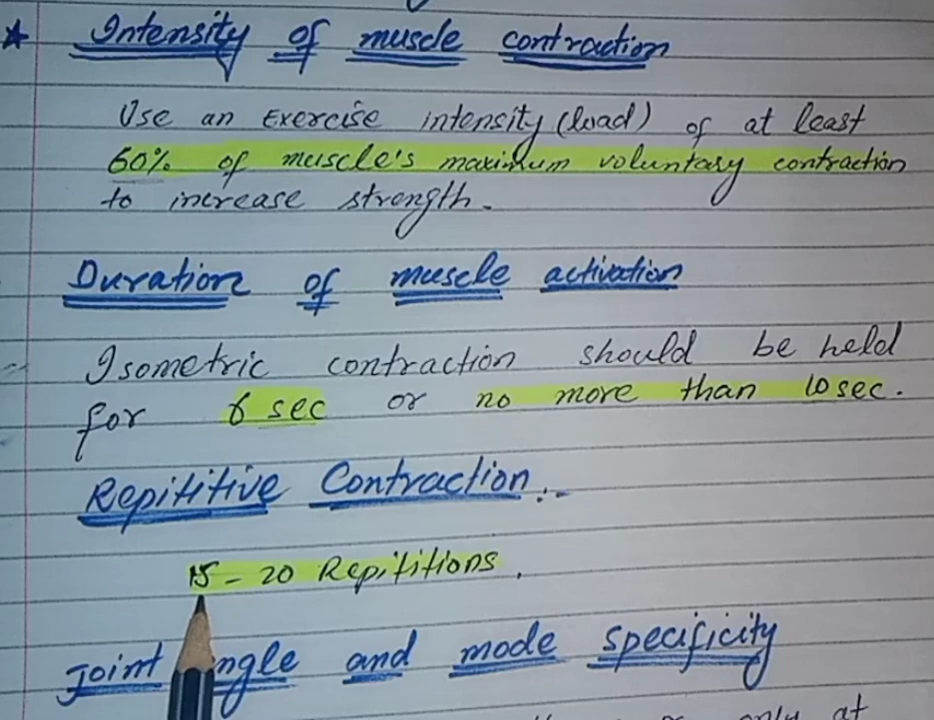 Intensity of muscle contraction
Use an Exercise intensity (load) of at least
60% of muscle's maximum voluntary contraction
to increase strength.
Duration of muscle activation
Isometric contraction should be held
for 6 sec or no more than 10 sec.
Repititive Contraction :-
15 - 20 Repititions.
Joint ngle and mode specificity
only at